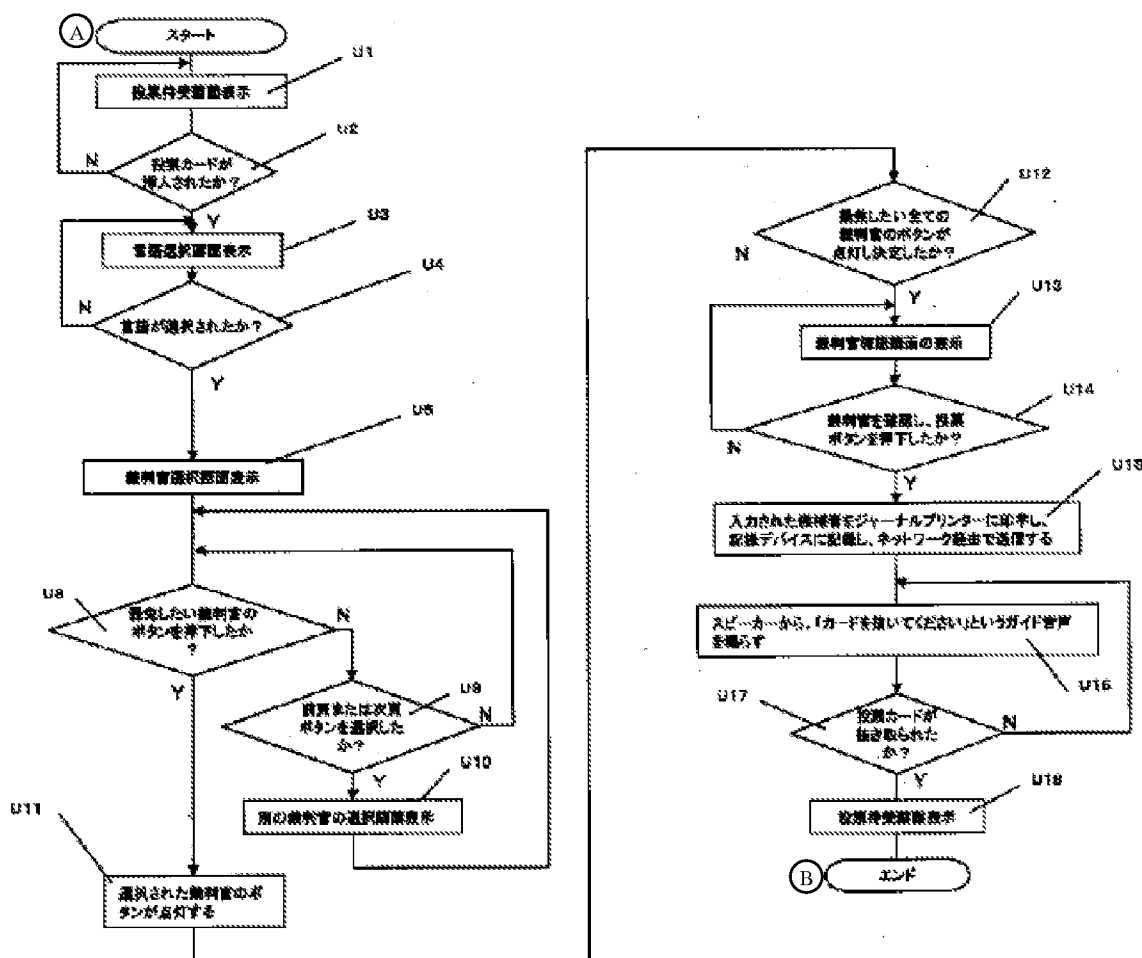 A
スタート
U1
投票待受画面表示
U2
投票カードが
挿入されたか？
N
Y
U3
言語選択画面表示
U4
N
言語が選択されたか？
Y
U5
裁判官選択画面表示
U8
罷免したい裁判官の
ボタンを押下したか
？
N
Y
U9
前頁または次頁
ボタンを選択した
か？
N
Y
U10
別の裁判官の選択画面表示
U11
選択された裁判官のボ
タンが点灯する
U12
罷免したい全ての
裁判官のボタンが
点灯し決定したか？
N
Y
U13
裁判官確認画面の表示
U14
裁判官を確認し、投票
ボタンを押下したか？
N
Y
U15
入力された候補者をジャーナルプリンターに印字し、
記録デバイスに記録し、ネットワーク経由で送信する
スピーカーから、「カードを抜いてください」というガイド音声
を鳴らす
U16
U17
投票カードが
抜き取られた
か？
N
Y
U18
投票待受画面表示
B
エンド